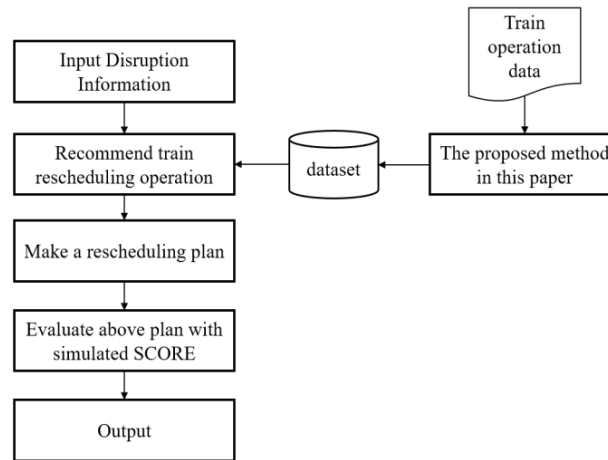 Input Disruption
Information
Train
operation
data
Recommend train
rescheduling operation
dataset
The proposed method
in this paper
Make a rescheduling plan
Evaluate above plan with
simulated SCORE
Output